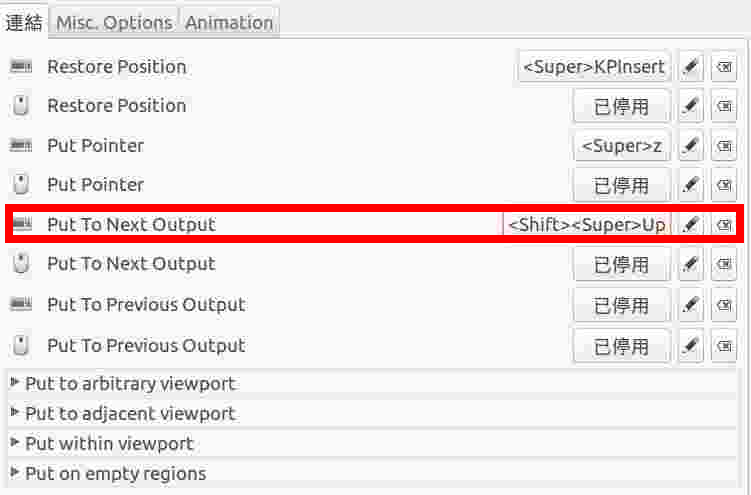 連結 Misc. Options Animation
Restore Position <Super>KPInsert
Restore Position 已停用
Put Pointer <Super>z
Put Pointer 已停用
Put To Next Output <Shift><Super>Up
Put To Next Output 已停用
Put To Previous Output 已停用
Put To Previous Output 已停用
Put to arbitrary viewport
Put to adjacent viewport
Put within viewport
Put on empty regions